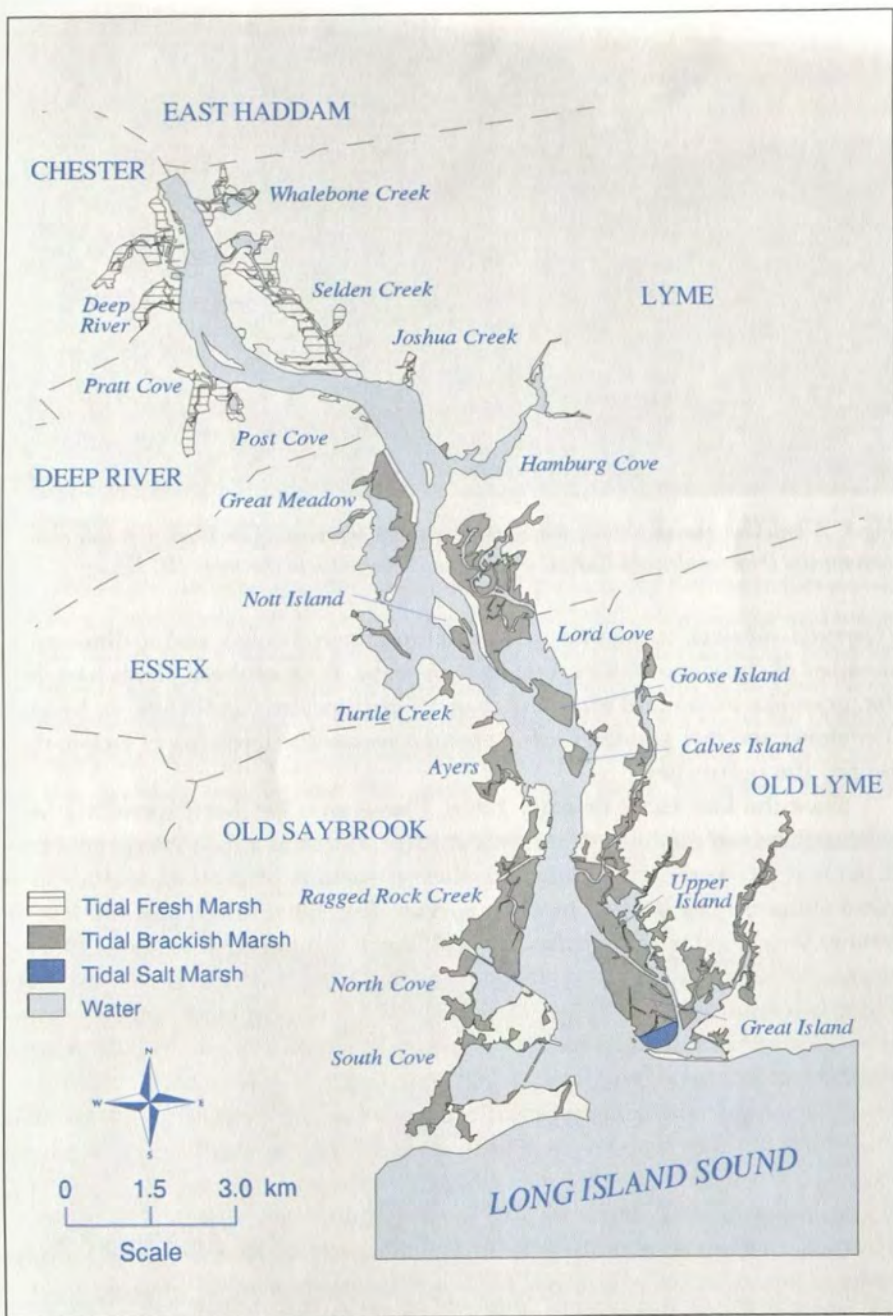 EAST HADDAM
CHESTER
Whalebone Creek
Deep
River
Selden Creek
LYME
Joshua Creek
Pratt Cove
Post Cove
Hamburg Cove
DEEP RIVER
Great Meadow
Nott Island
Lord Cove
ESSEX
Goose Island
Turtle Creek
Calves Island
Ayers
OLD LYME
OLD SAYBROOK
Ragged Rock Creek
Upper
Island
Tidal Fresh Marsh
Tidal Brackish Marsh
Tidal Salt Marsh
Water
North Cove
Great Island
South Cove
N
W E
S
LONG ISLAND SOUND
0 1.5 3.0 km
Scale